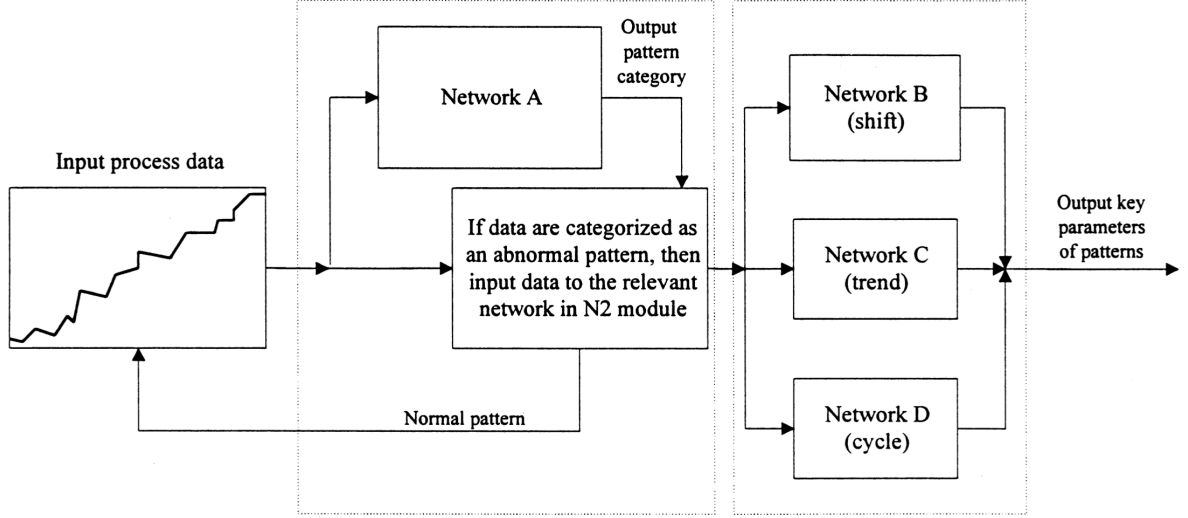 Output
pattern
category
Network A
Input process data
If data are categorized as
an abnormal pattern, then
input data to the relevant
network in N2 module
Normal pattern
Network B
(shift)
Network C
(trend)
Network D
(cycle)
Output key
parameters
of patterns